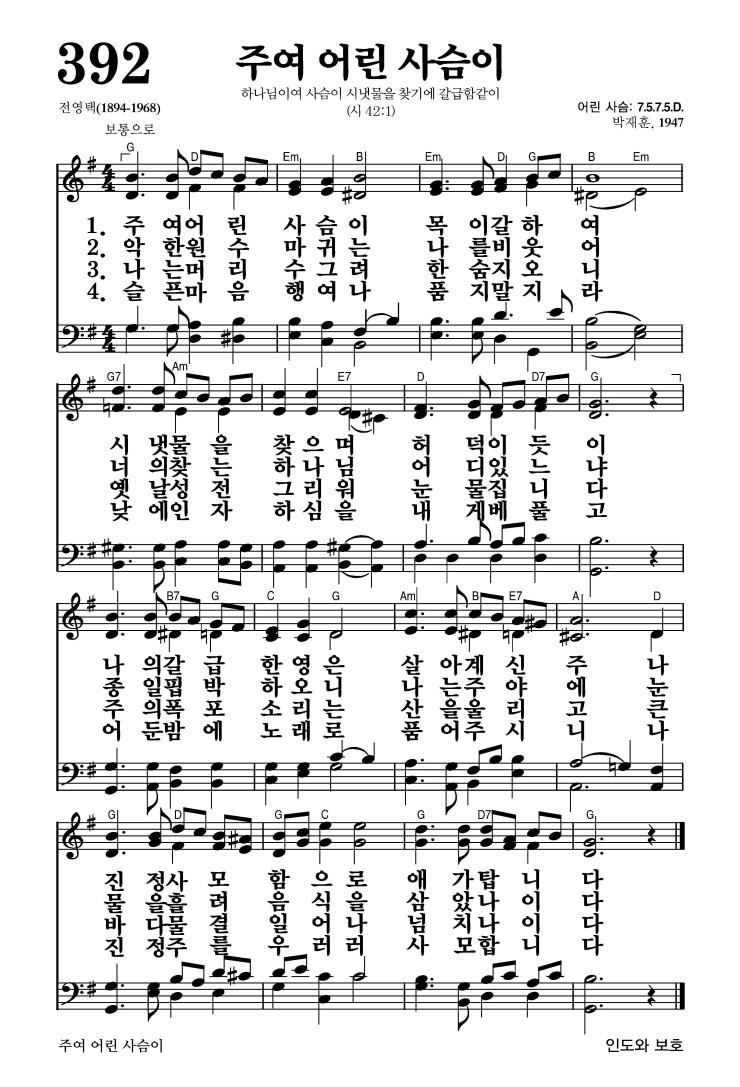 392
주여 어린 사슴이
하나님이여 사슴이 시냇물을 찾기에 갈급함같이
(시 42:1)
전영택(1894-1968)
보통으로
어린 사슴: 7.5.7.5.D.
박재훈, 1947
G D Em B Em D G B Em
1. 주 여어 린 사 슴 이 목 이갈 하 여
2. 악 한원 수 마 귀 는 나 를비 웃 어
3. 나 는머 리 수 그 려 한 숨지 오 니
4. 슬 픈마 음 행 여 나 품 지말 지 라
G7 Am E7 D D7 G
시 냇물 을 찾 으 며 허 덕이 듯 이
너 의찾 는 하 나 님 어 디있 느 냐
옛 날성 전 그 리 워 눈 물집 니 다
낮 에인 자 하 심 을 내 게베 풀 고
B7 G C G Am B E7 A D
나 의갈 급 한 영 은 살 아계 신 주 나
종 일핍 박 하 오 니 나 는주 야 에 눈
주 의폭 포 소 리 는 산 을울 리 고 큰
어 둔밤 에 노 래 로 품 어주 시 니 나
G D G C G D7 G
진 정사 모 함 으 로 애 가탑 니 다
물 을흘 려 음 식 을 삼 았나 이 다
바 다물 결 일 어 나 넘 치나 이 다
진 정주 를 우 러 러 사 모합 니 다
주여 어린 사슴이
인도와 보호